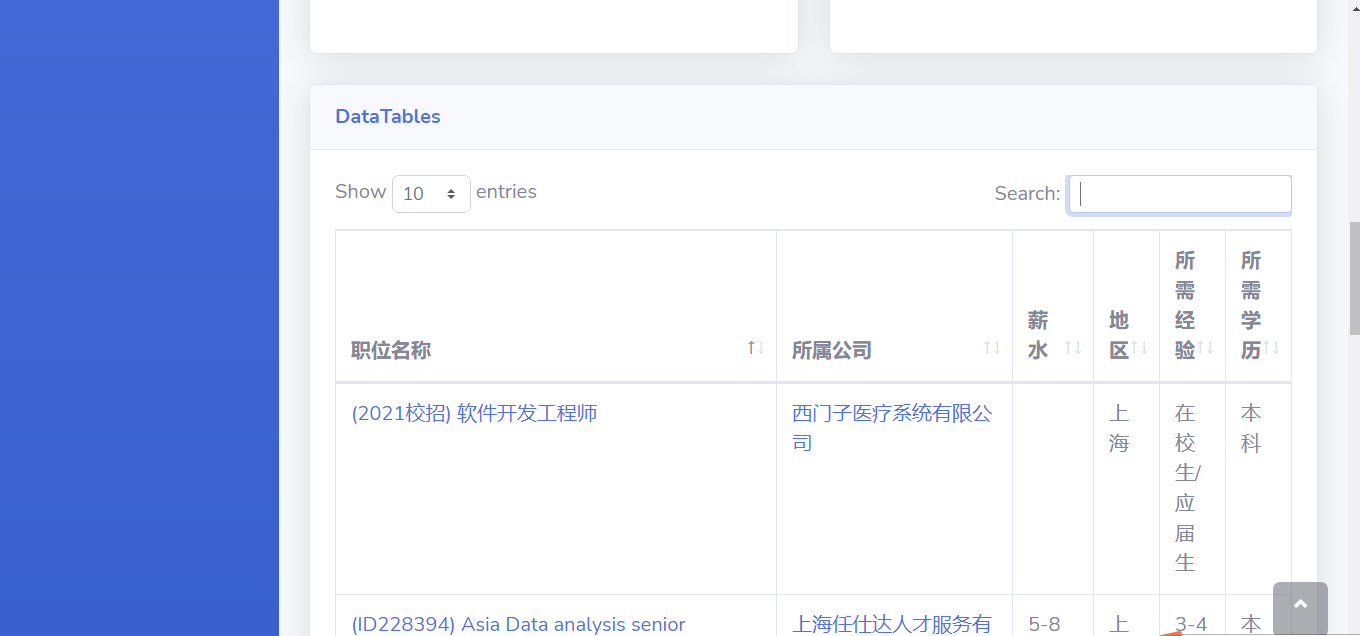 DataTables
Show 10 entries
Search:
职位名称
所属公司
薪
水
地
区
所
需
经
验
所
需
学
历
(2021校招) 软件开发工程师
西门子医疗系统有限公
司
上
海
在
校
生/
应
届
生
本
科
(ID228394) Asia Data analysis senior
上海任仕达人才服务有
5-8
上
3-4
本